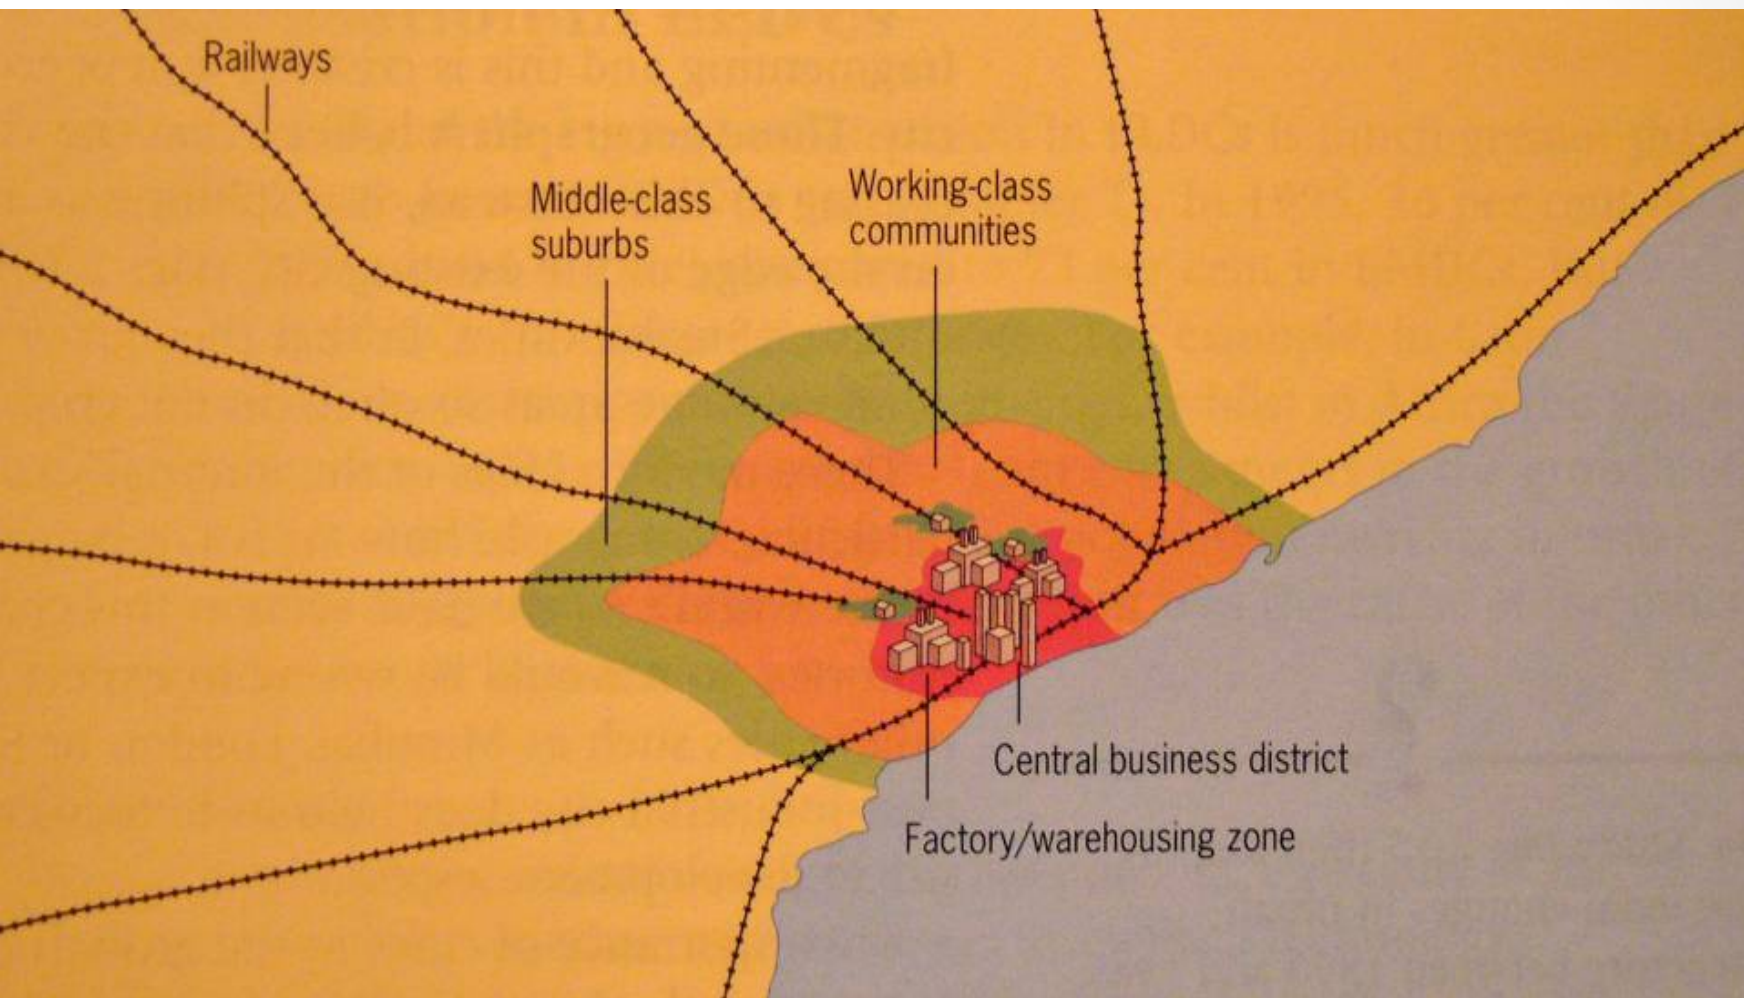 Railways
Middle-class
suburbs
Working-class
communities
Central business district
Factory/warehousing zone